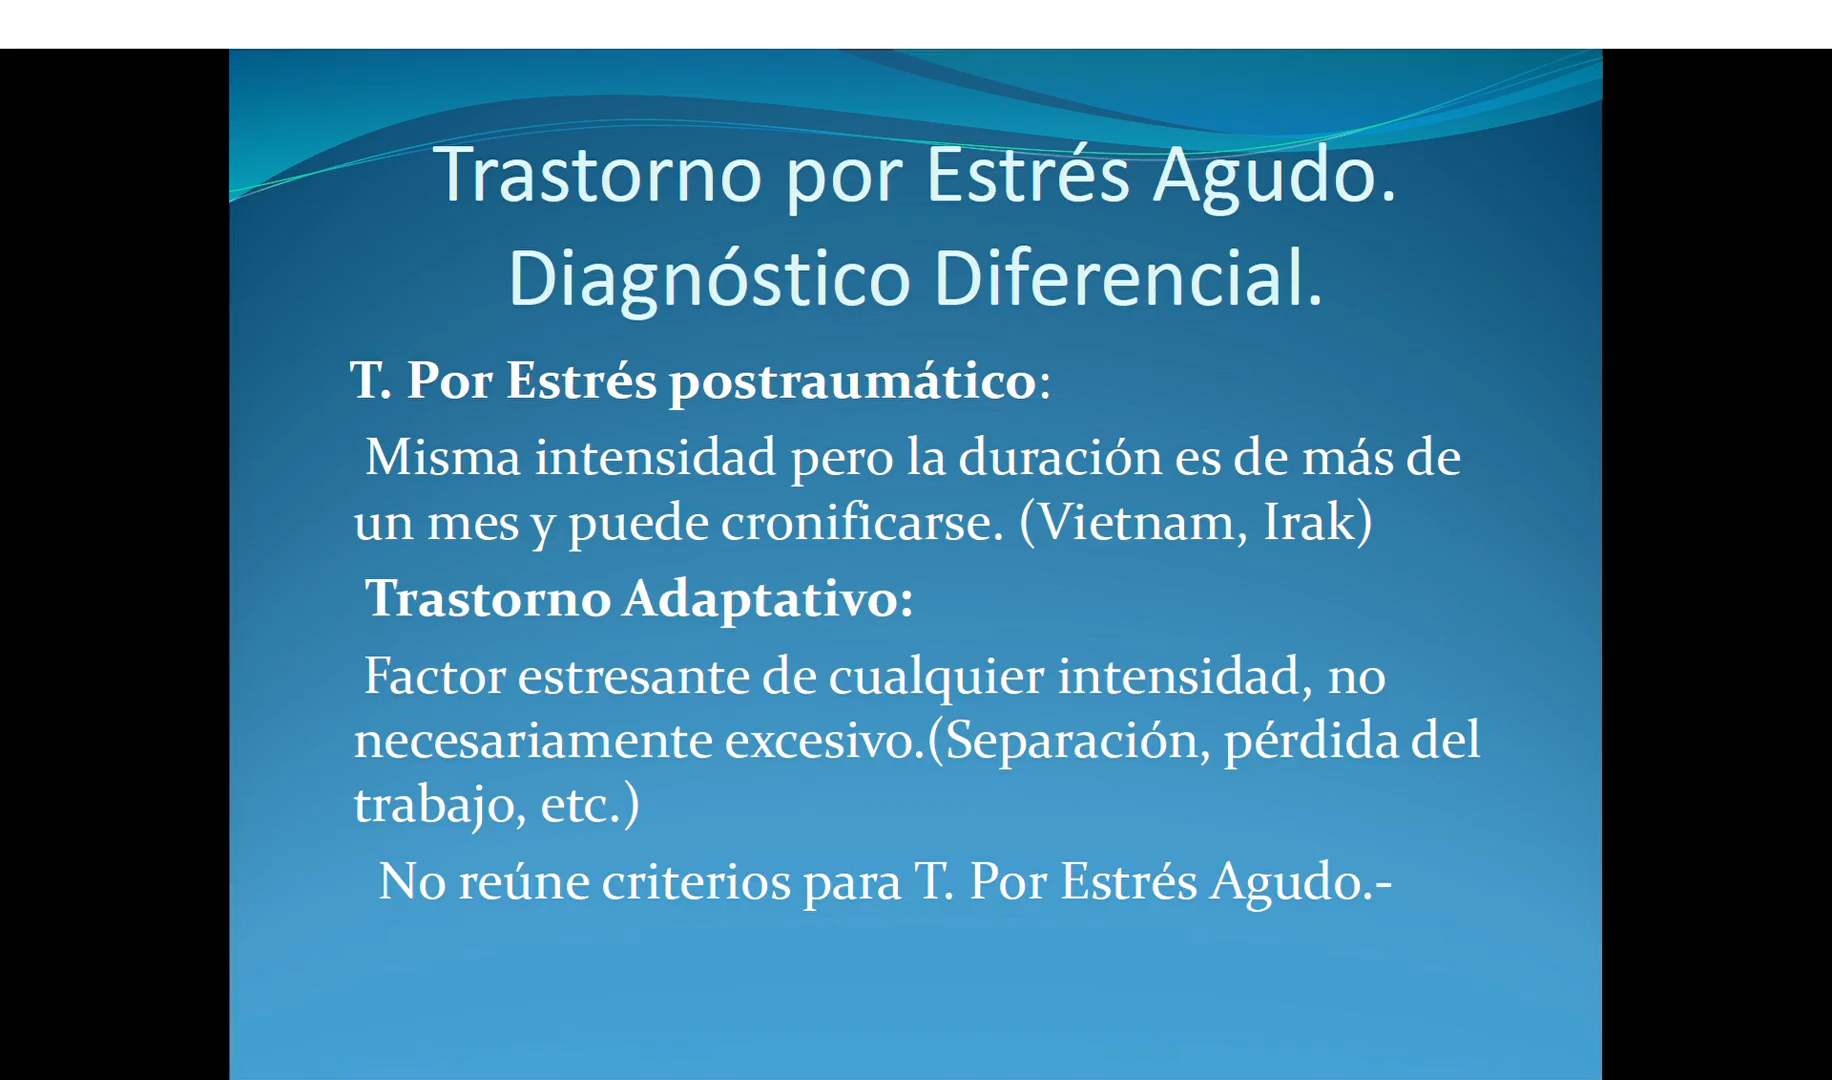 Trastorno por Estrés Agudo.
Diagnóstico Diferencial.
T. Por Estrés postraumático:
Misma intensidad pero la duración es de más de
un mes y puede cronificarse. (Vietnam, Irak)
Trastorno Adaptativo:
Factor estresante de cualquier intensidad, no
necesariamente excesivo.(Separación, pérdida del
trabajo, etc.)
No reúne criterios para T. Por Estrés Agudo.-